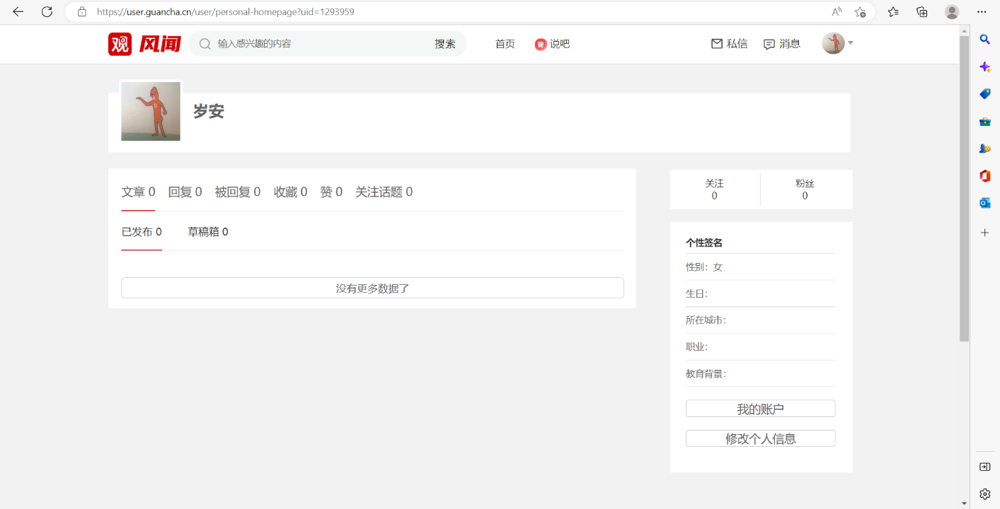 https://user.guancha.cn/user/personal-homepage?uid=1293959
观 风闻 输入感兴趣的内容 搜索 首页 说吧 私信 消息
岁安
文章 0 回复 0 被回复 0 收藏 0 赞 0 关注话题 0
已发布 0 草稿箱 0
没有更多数据了
关注 粉丝
0 0
个性签名
性别：女
生日：
所在城市：
职业：
教育背景：
我的账户
修改个人信息